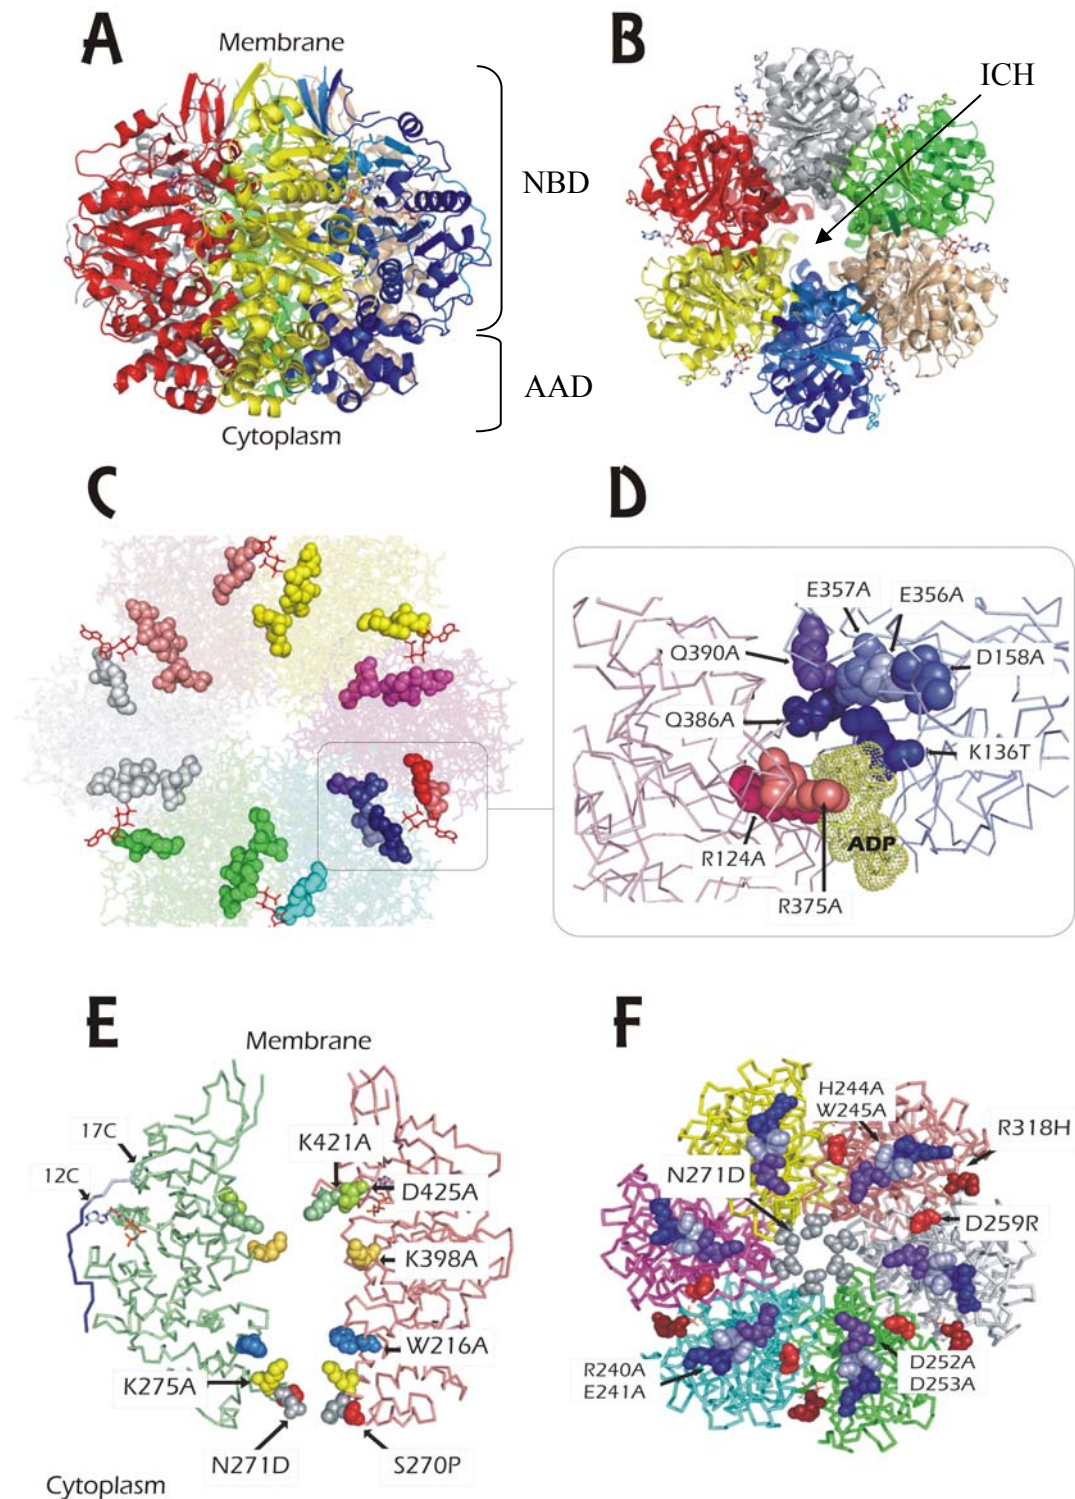 A
Membrane
NBD
AAD
Cytoplasm
B
ICH
C
D
E357A
E356A
Q390A
D158A
Q386A
K136T
R124A
ADP
R375A
E
Membrane
17C
12C
K421A
D425A
K398A
W216A
K275A
N271D
S270P
Cytoplasm
F
H244A
W245A
R318H
N271D
D259R
R240A
E241A
D252A
D253A